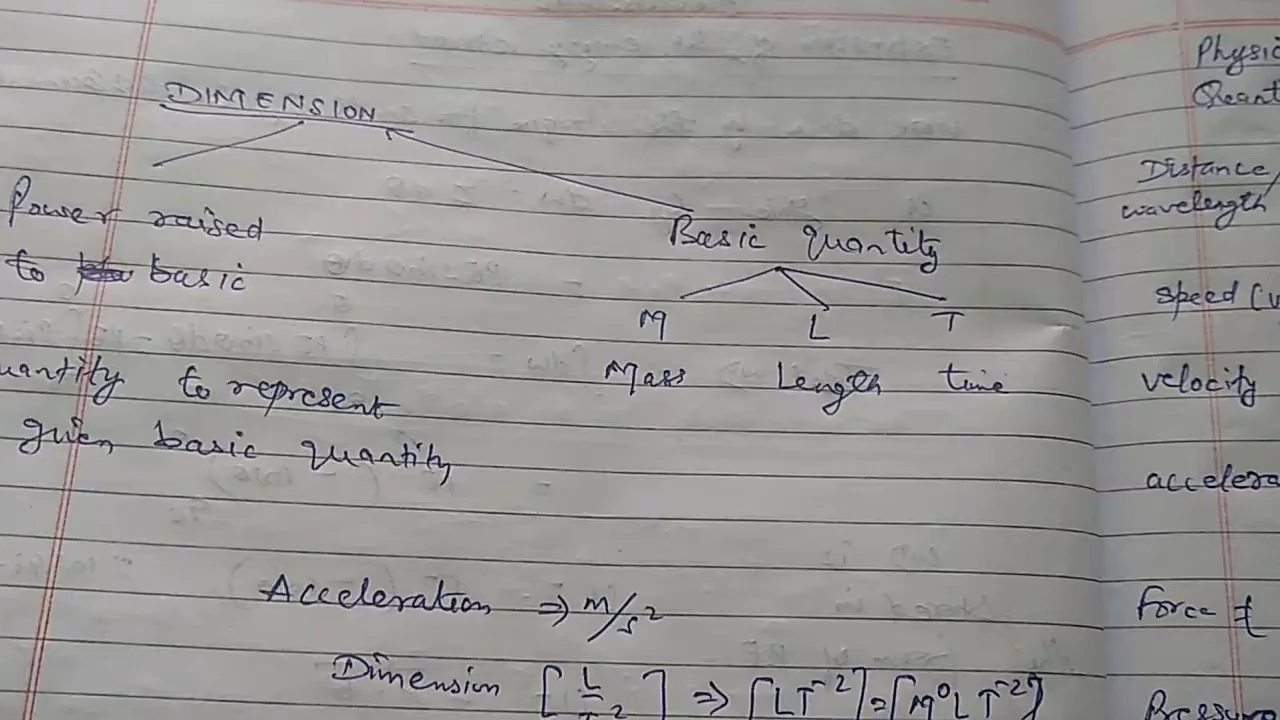 DIMENSION
Power raised
to basic
uantity to represent
given basic quantity
Basic quantity
M L T
Mass Length time
Acceleration ⇒ m/s²
Dimension [L/T²] ⇒ [LT⁻²] = [M⁰LT⁻²]
Physic
Quant
Distance/
wavelength
speed (v
velocity
accelera
Force
Pressure